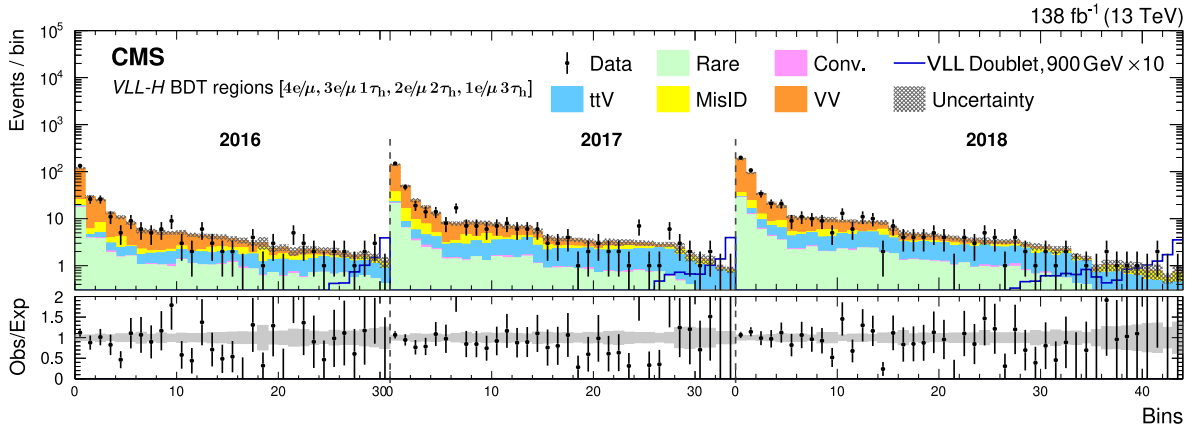 138 fb⁻¹ (13 TeV)
Events / bin
10⁵
10⁴
10³
10²
10
1
CMS
VLL-H BDT regions [4e/μ, 3e/μ 1τh, 2e/μ 2τh, 1e/μ 3τh]
Data
Rare
Conv.
VLL Doublet, 900 GeV ×10
ttV
MisID
VV
Uncertainty
2016
2017
2018
Obs/Exp
2
1.5
1
0.5
0
0 10 20 30 0 10 20 30 0 10 20 30 40
Bins